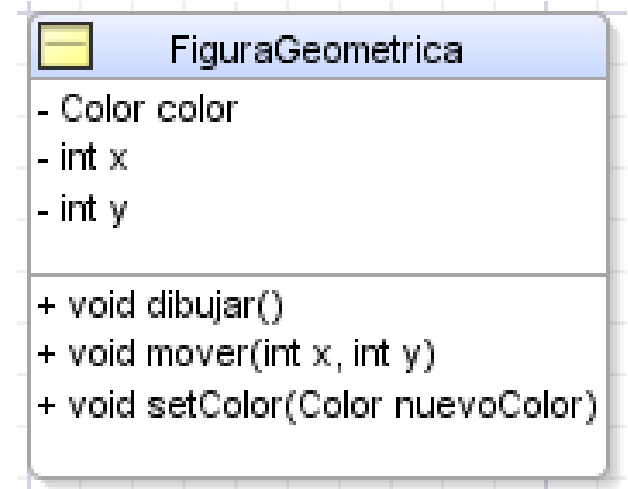 FiguraGeometrica
- Color color
- int x
- int y
+ void dibujar()
+ void mover(int x, int y)
+ void setColor(Color nuevoColor)